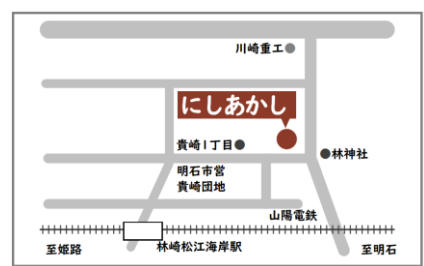 川崎重工
にしあかし
貴崎1丁目
林神社
明石市営
貴崎団地
山陽電鉄
至姫路
林崎松江海岸駅
至明石